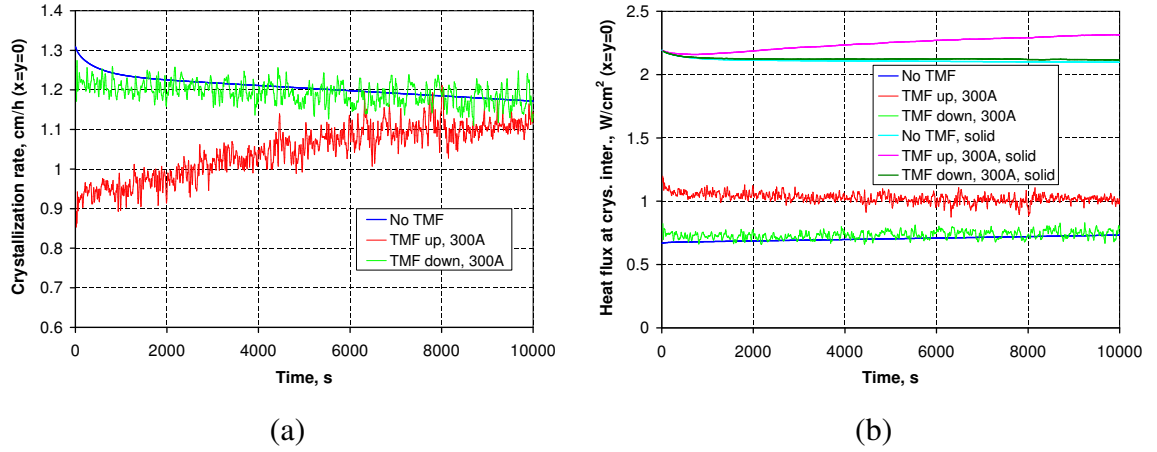 Crystallization rate, cm/h (x=y=0)
1.4
1.3
1.2
1.1
1
0.9
0.8
0.7
0.6
No TMF
TMF up, 300A
TMF down, 300A
0 2000 4000 6000 8000 10000
Time, s
(a)
Heat flux at crys. inter., W/cm² (x=y=0)
2.5
2
1.5
1
0.5
0
No TMF
TMF up, 300A
TMF down, 300A
No TMF, solid
TMF up, 300A, solid
TMF down, 300A, solid
0 2000 4000 6000 8000 10000
Time, s
(b)